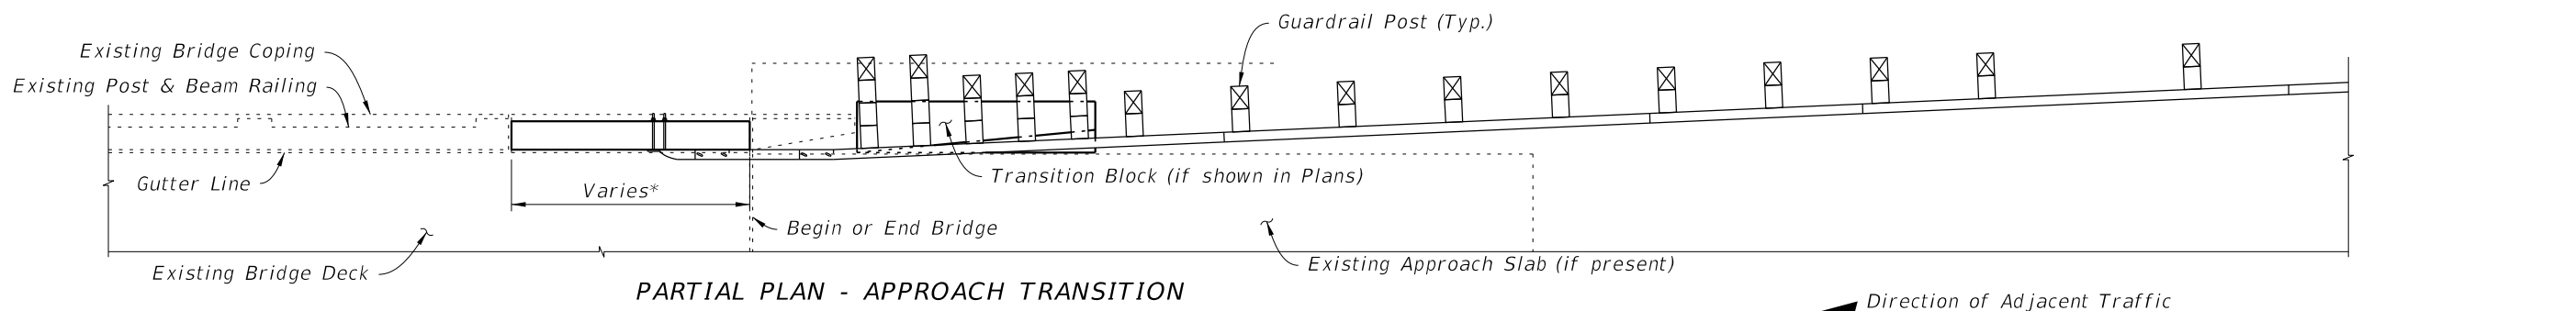 Guardrail Post (Typ.)
Existing Bridge Coping
Existing Post & Beam Railing
Gutter Line
Varies*
Transition Block (if shown in Plans)
Begin or End Bridge
Existing Bridge Deck
Existing Approach Slab (if present)
PARTIAL PLAN - APPROACH TRANSITION
Direction of Adjacent Traffic